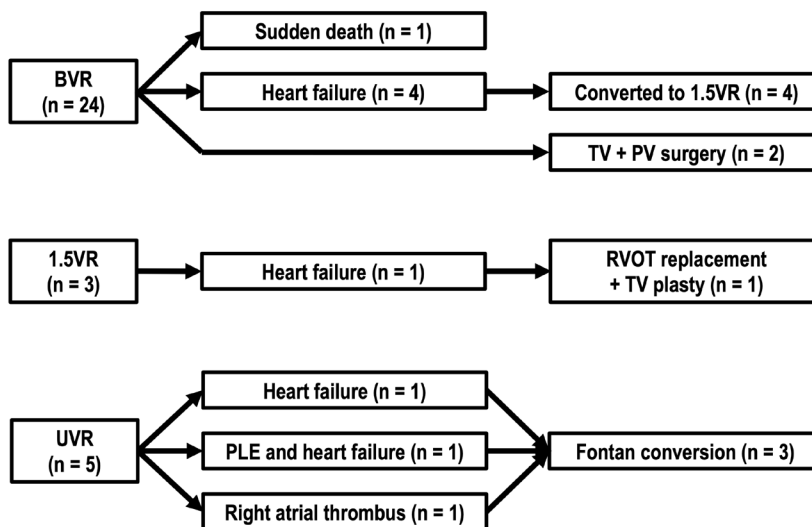 Sudden death (n = 1)
BVR
(n = 24)
Heart failure (n = 4)
Converted to 1.5VR (n = 4)
TV + PV surgery (n = 2)
1.5VR
(n = 3)
Heart failure (n = 1)
RVOT replacement
+ TV plasty (n = 1)
UVR
(n = 5)
Heart failure (n = 1)
PLE and heart failure (n = 1)
Right atrial thrombus (n = 1)
Fontan conversion (n = 3)